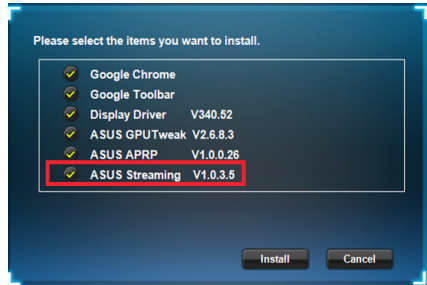 Please select the items you want to install.
Google Chrome
Google Toolbar
Display Driver V340.52
ASUS GPUTweak V2.6.8.3
ASUS APRP V1.0.0.26
ASUS Streaming V1.0.3.5
Install Cancel